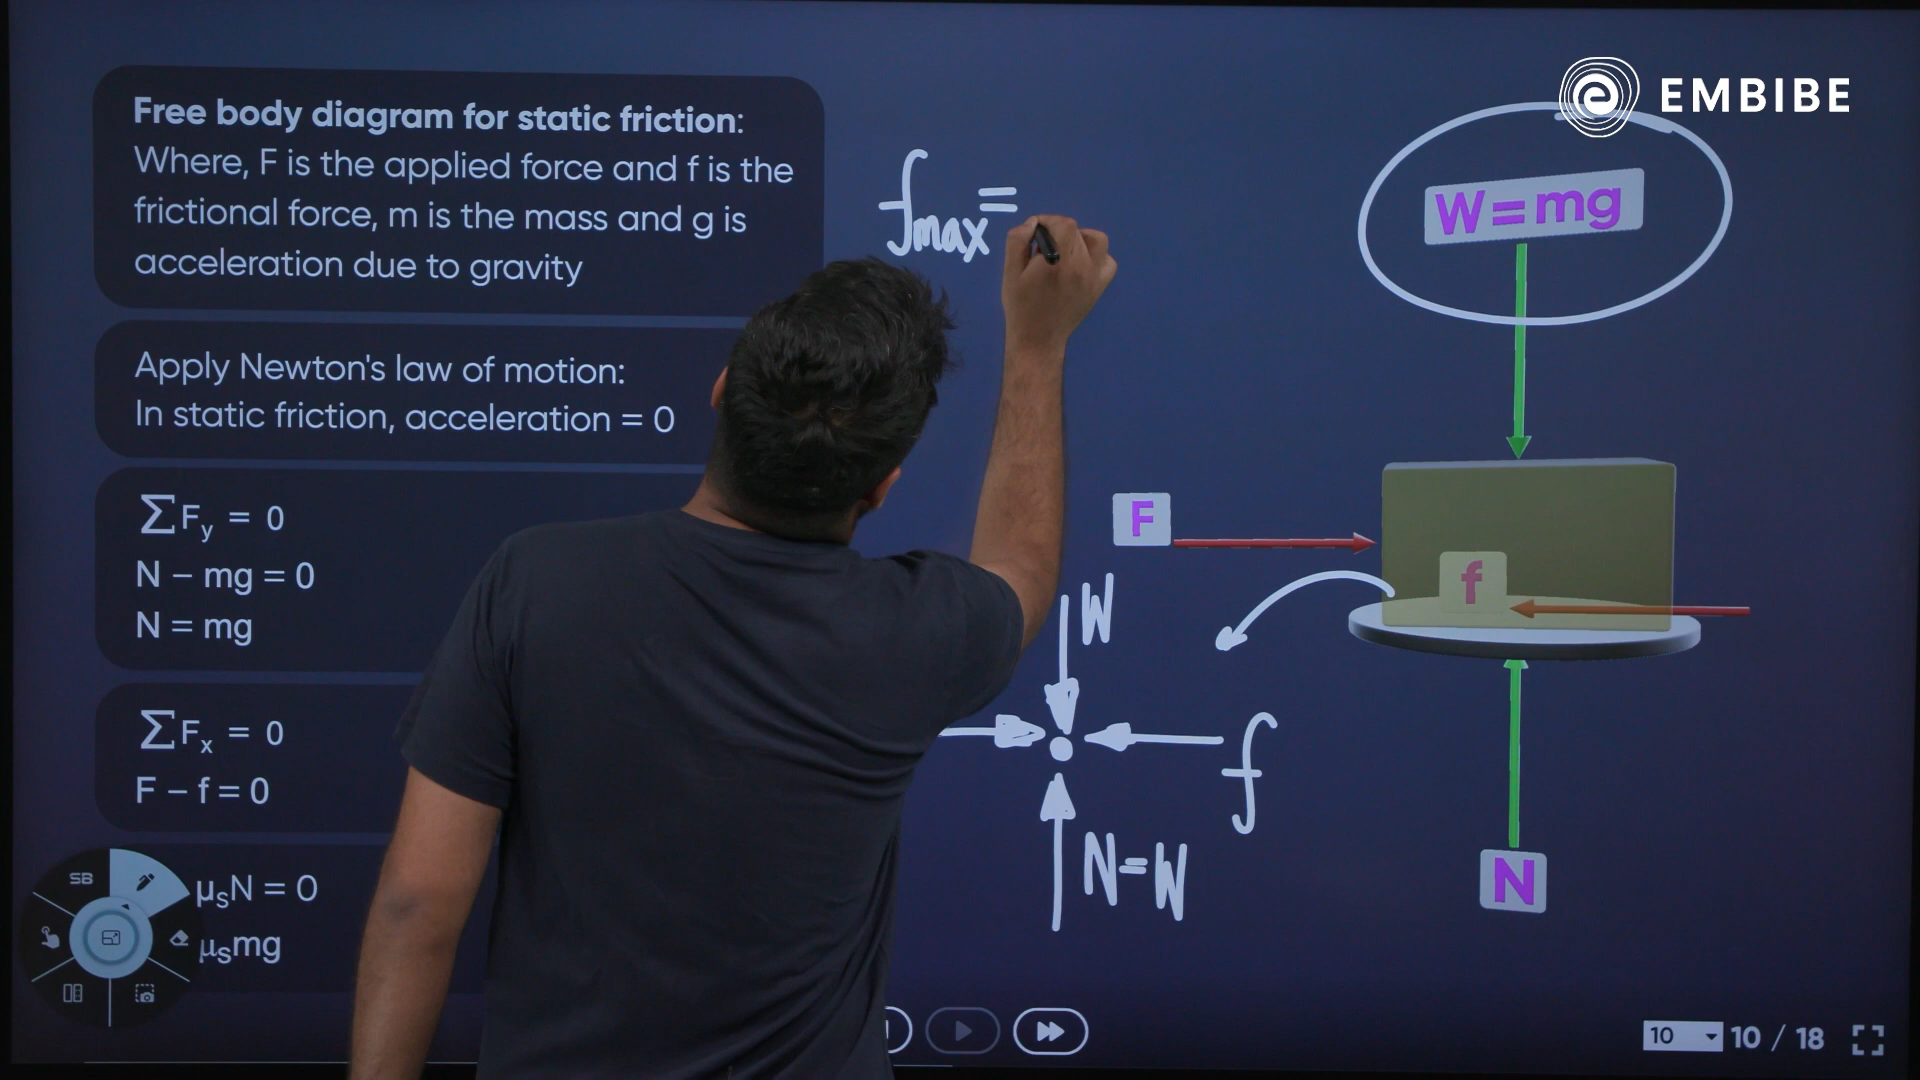 Free body diagram for static friction:
Where, F is the applied force and f is the
frictional force, m is the mass and g is
acceleration due to gravity
Apply Newton's law of motion:
In static friction, acceleration = 0
∑Fy = 0
N − mg = 0
N = mg
∑Fx = 0
F − f = 0
μsN = 0
μsmg
SB
fmax=
W
f
N=W
EMBIBE
W=mg
F
f
N
10 10 / 18